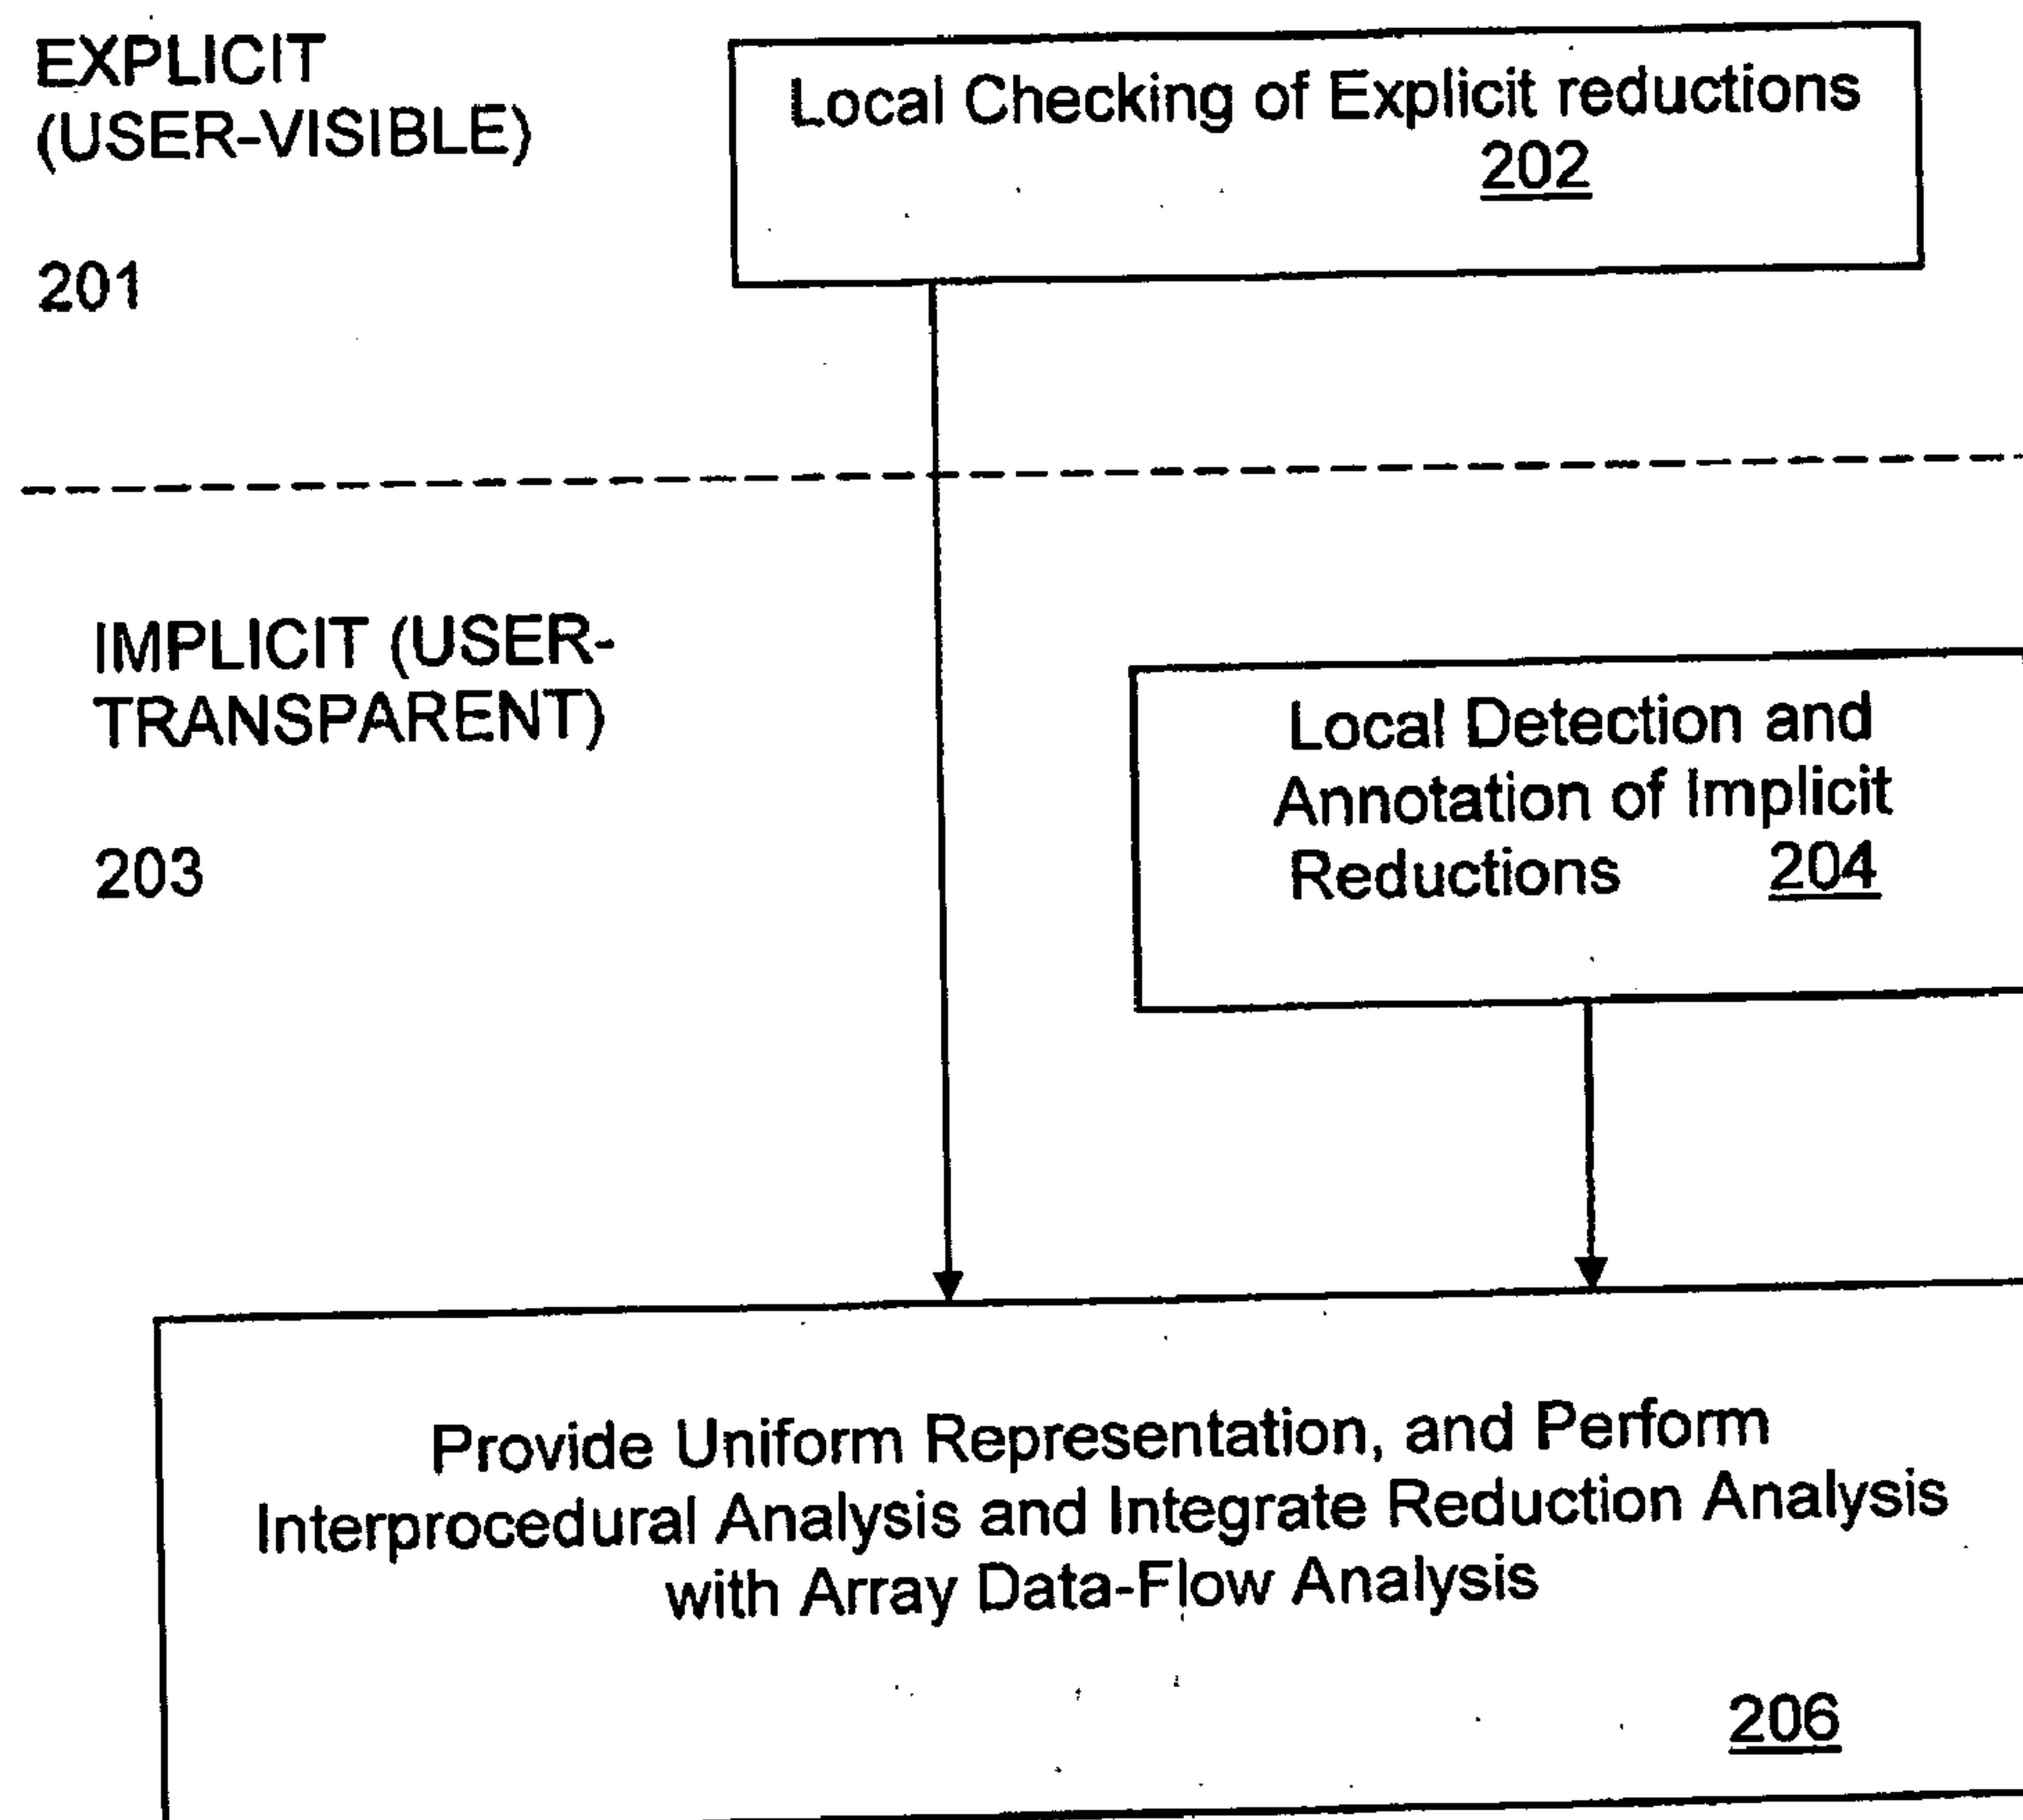 EXPLICIT
(USER-VISIBLE)
201
Local Checking of Explicit reductions
202
IMPLICIT (USER-
TRANSPARENT)
203
Local Detection and
Annotation of Implicit
Reductions 204
Provide Uniform Representation, and Perform
Interprocedural Analysis and Integrate Reduction Analysis
with Array Data-Flow Analysis
206